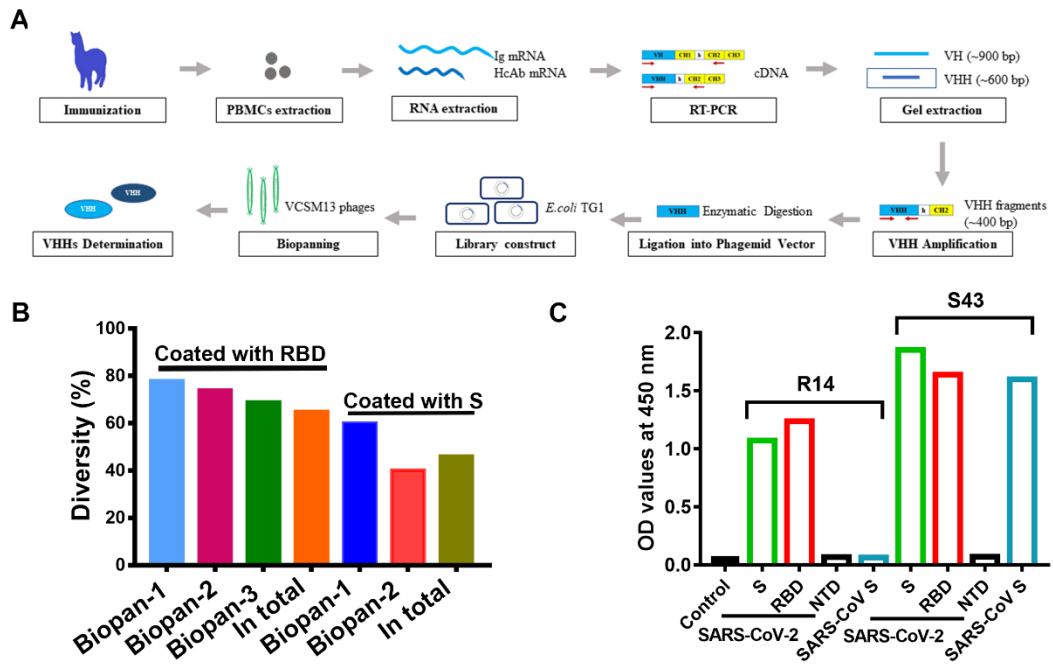 A
Ig mRNA
HcAb mRNA
VH CH1 h CH2 CH3
VHH h CH2 CH3
cDNA
VH (~900 bp)
VHH (~600 bp)
Immunization
PBMCs extraction
RNA extraction
RT-PCR
Gel extraction
VHH
VHH
VCSM13 phages
E.coli TG1
VHH Enzymatic Digestion
VHH h CH2
VHH fragments
(~400 bp)
VHHs Determination
Biopanning
Library construct
Ligation into Phagemid Vector
VHH Amplification
B
Diversity (%)
100
80
60
40
20
0
Coated with RBD
Coated with S
Biopan-1
Biopan-2
Biopan-3
In total
Biopan-1
Biopan-2
In total
C
OD values at 450 nm
2.0
1.5
1.0
0.5
0.0
R14
S43
Control
S
RBD
NTD
SARS-CoV S
S
RBD
NTD
SARS-CoV S
SARS-CoV-2
SARS-CoV-2